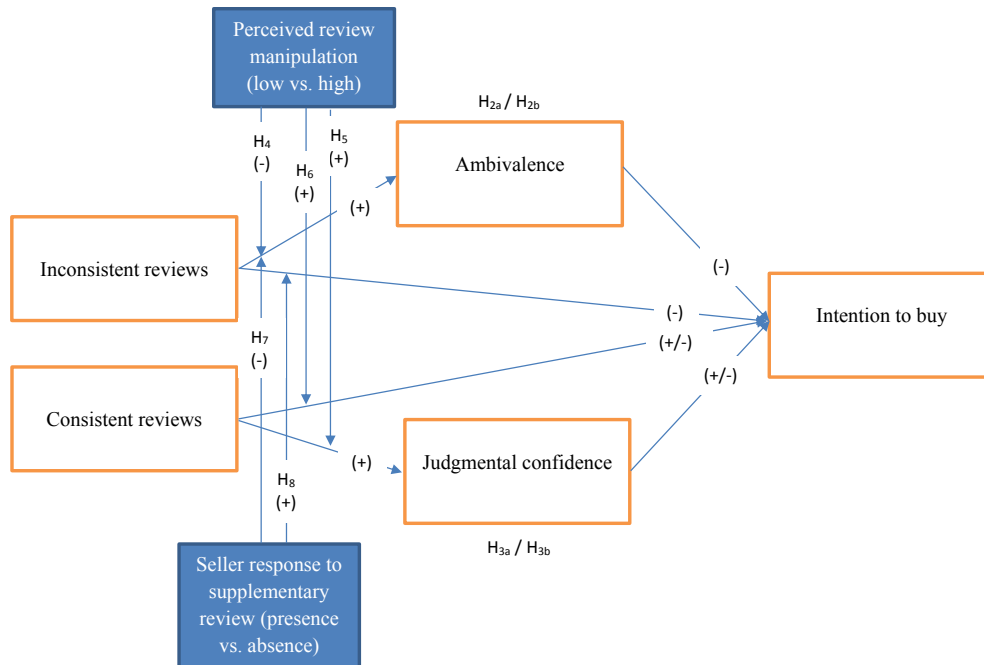 Perceived review
manipulation
(low vs. high)
H2a / H2b
H4
(-)
H6
(+)
H5
(+)
Ambivalence
(+)
Inconsistent reviews
(-)
(-)
Intention to buy
H7
(-)
(+/-)
(+/-)
Consistent reviews
(+)
Judgmental confidence
H8
(+)
H3a / H3b
Seller response to
supplementary
review (presence
vs. absence)